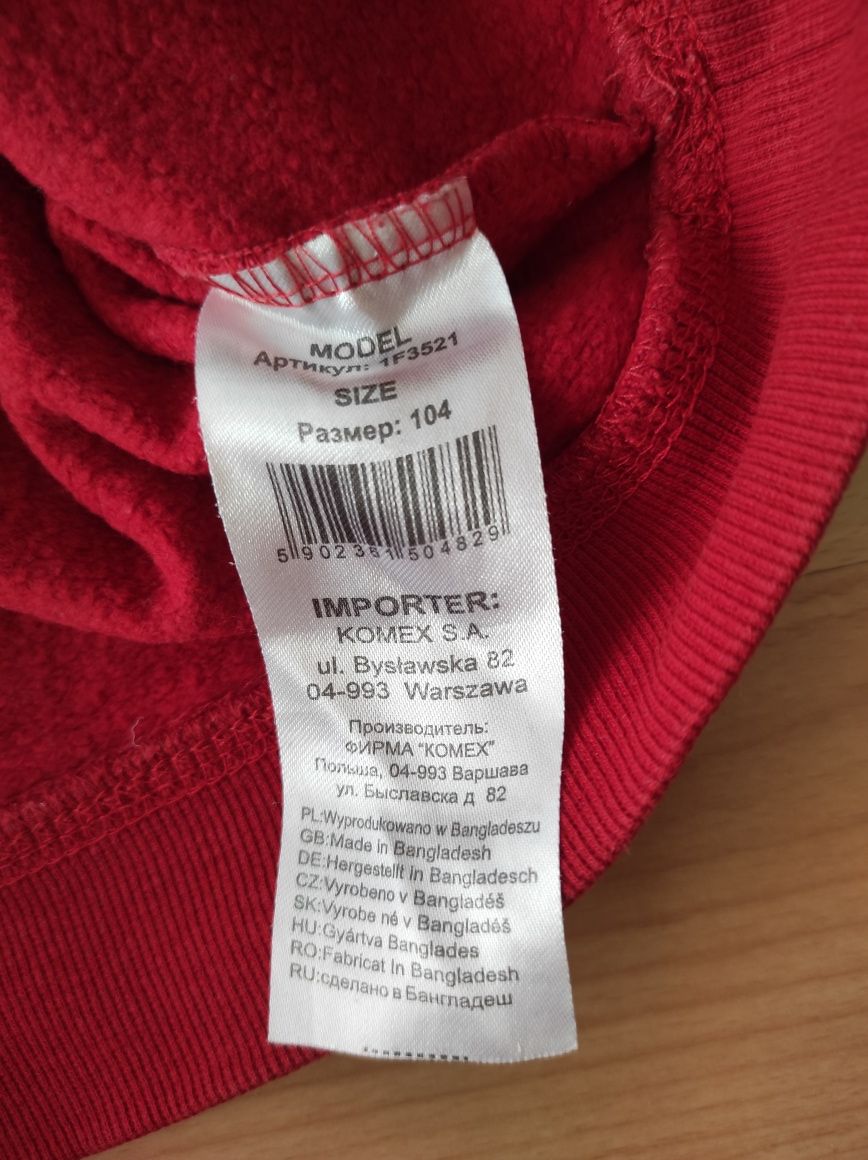 MODEL
Артикул: 1F3521
SIZE
Размер: 104
5 902361 504829
IMPORTER:
KOMEX S.A.
ul. Bysławska 82
04-993 Warszawa
Производитель:
ФИРМА "КОМЕХ"
Польша, 04-993 Варшава
ул. Быславска д 82
PL:Wyprodukowano w Bangladeszu
GB:Made in Bangladesh
DE:Hergestellt in Bangladesch
CZ:Vyrobeno v Bangladéš
SK:Vyrobe né v Bangladéš
HU:Gyártva Banglades
RO:Fabricat In Bangladesh
RU:сделано в Бангладеш